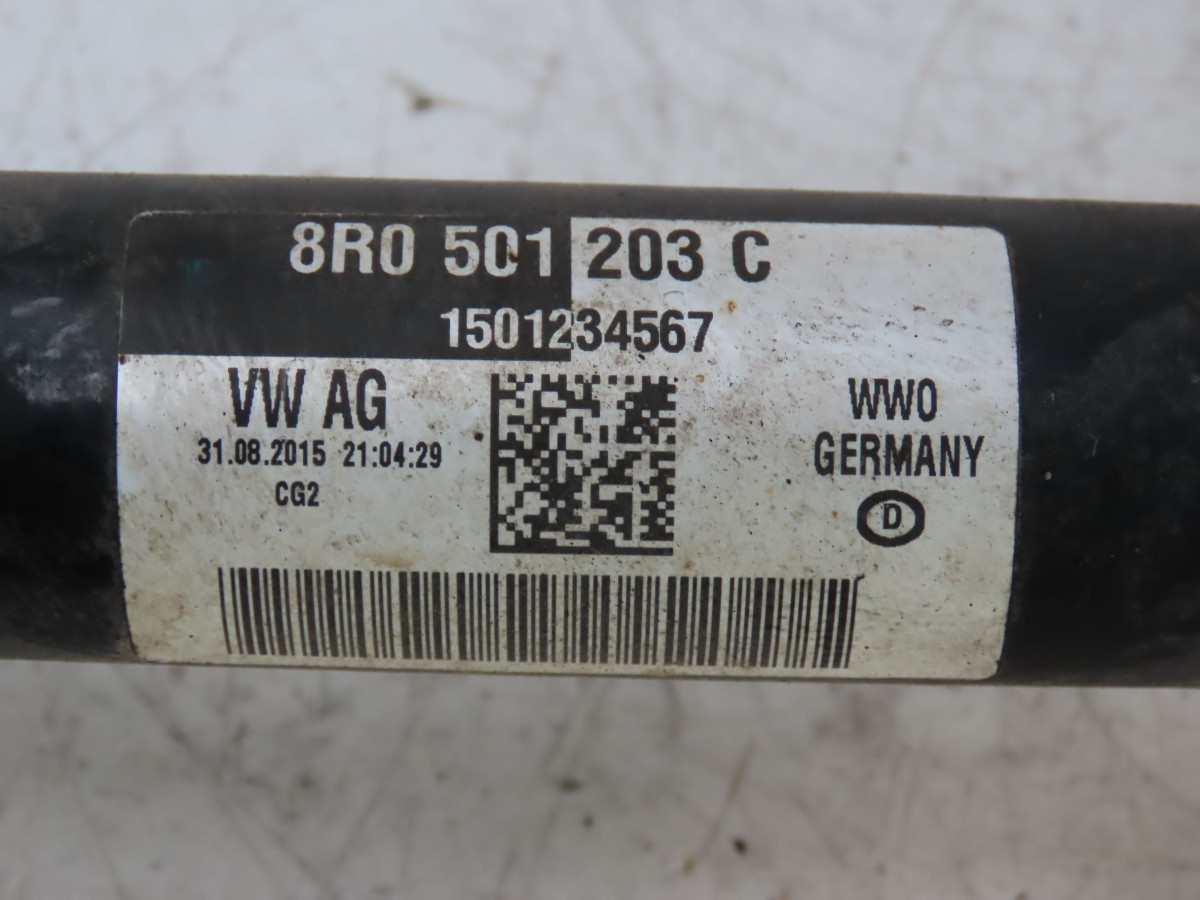 8R0 501 203 C
1501234567
VW AG
31.08.2015 21:04:29
CG2
WWO
GERMANY
D